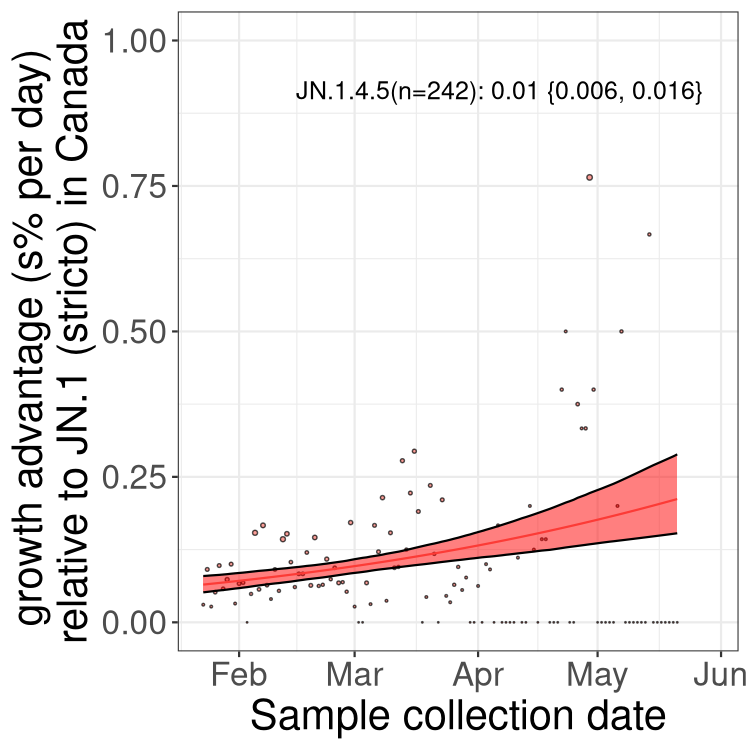 growth advantage (s% per day)
relative to JN.1 (stricto) in Canada
1.00
JN.1.4.5(n=242): 0.01 {0.006, 0.016}
0.75
0.50
0.25
0.00
Feb Mar Apr May Jun
Sample collection date